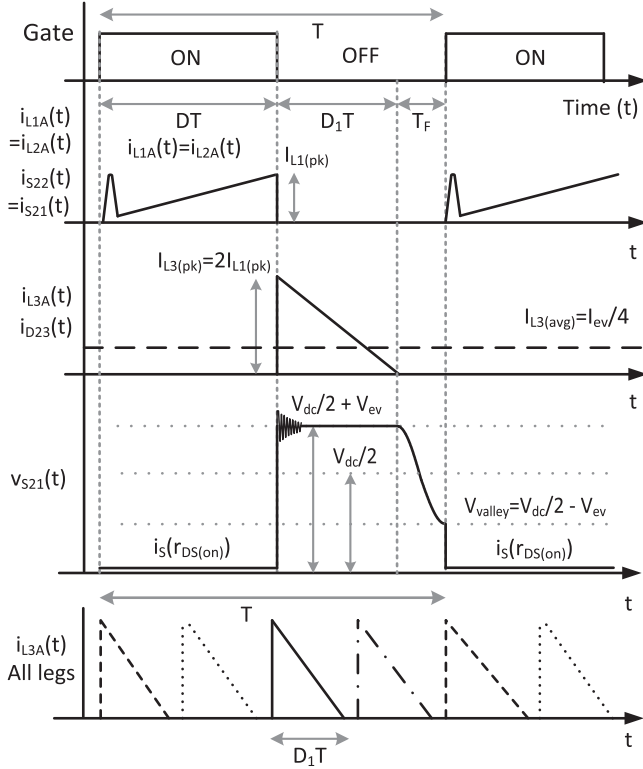 T
Gate
ON
OFF
ON
Time (t)
DT
D₁T
T_F
i_L1A(t)
=i_L2A(t)
i_L1A(t)=i_L2A(t)
I_L1(pk)
i_S22(t)
=i_S21(t)
t
I_L3(pk)=2I_L1(pk)
i_L3A(t)
i_D23(t)
I_L3(avg)=I_ev/4
t
V_dc/2 + V_ev
V_dc/2
v_S21(t)
V_valley=V_dc/2 - V_ev
i_S(r_DS(on))
i_S(r_DS(on))
t
T
i_L3A(t)
All legs
t
D₁T